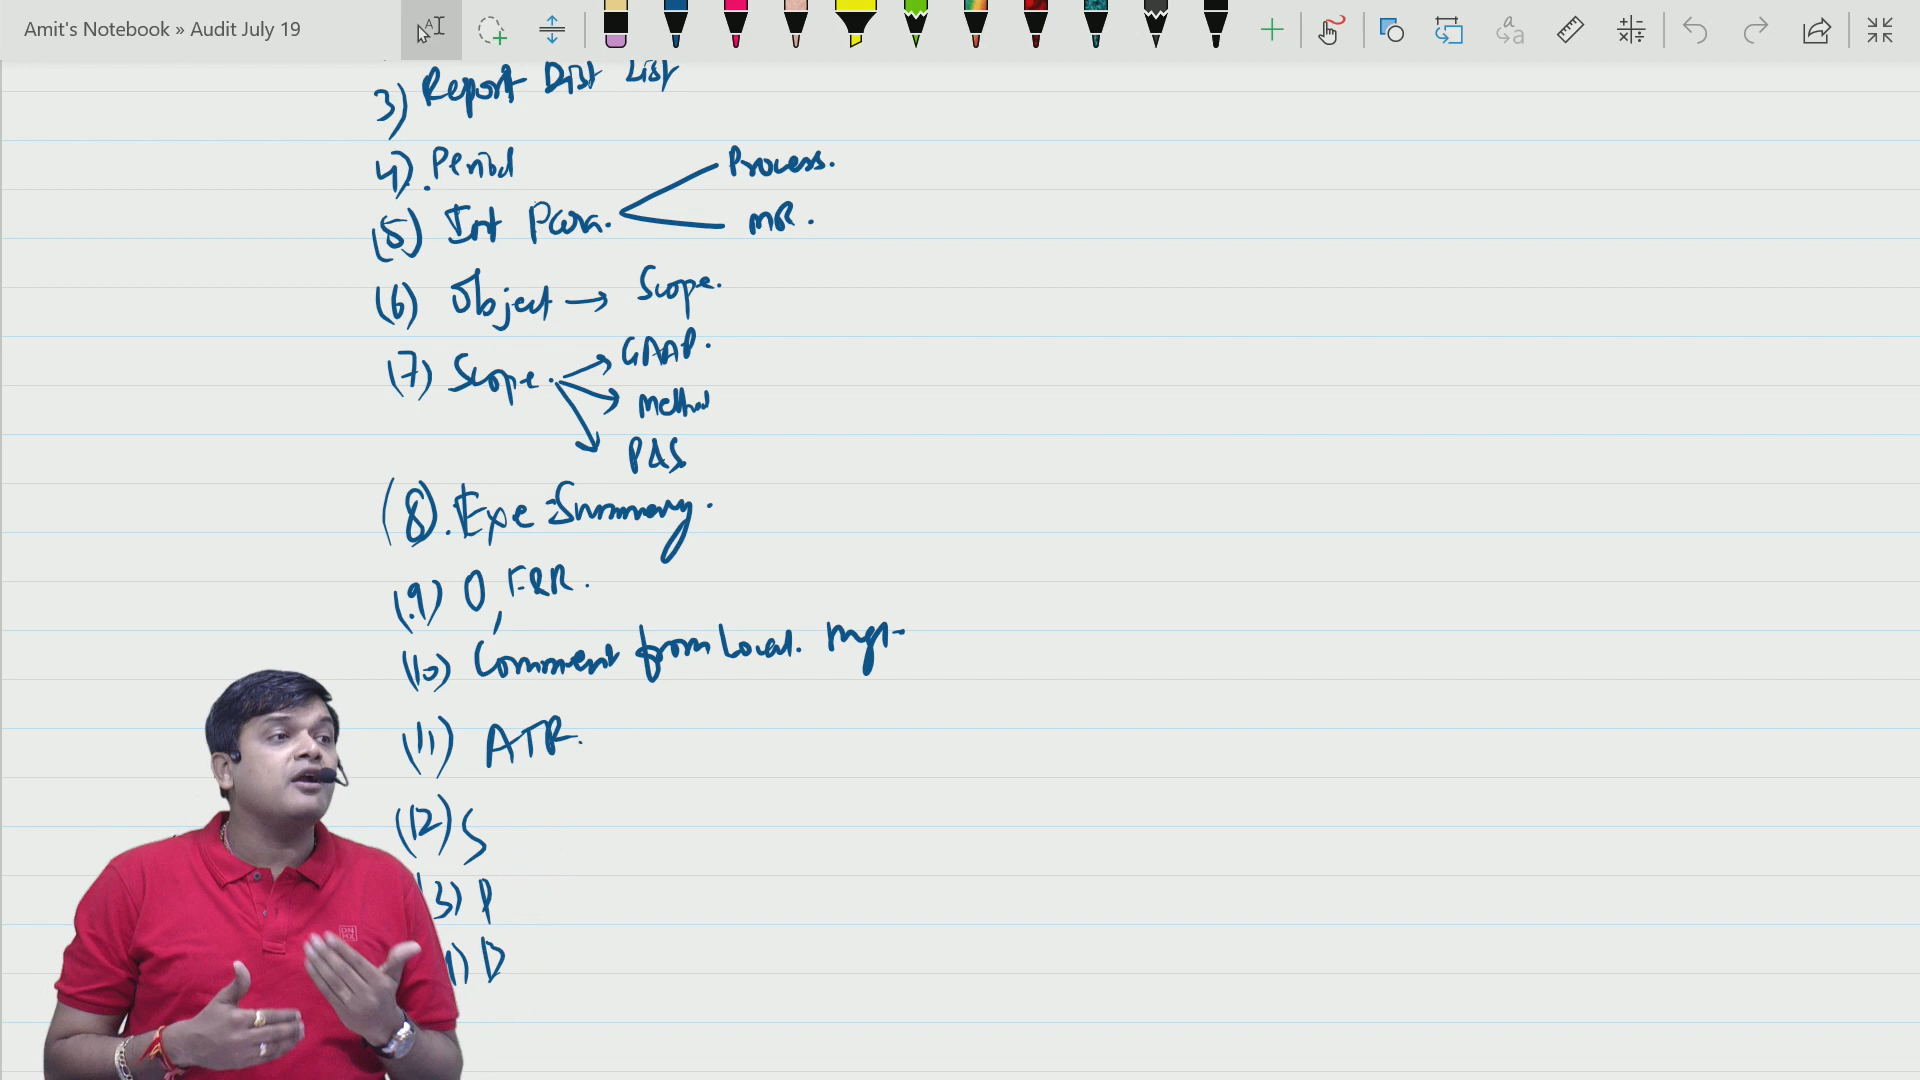 Amit's Notebook » Audit July 19
3) Report Dist List
4). Period
(5) Int Para. Process.
MR.
(6) Object → Scope.
(7) Scope. GAAP.
Method
PAS
(8). Exe Summary.
(9) O, FRR.
(10) Comment from Local. mgt
(11) ATR.
(12) S
3) P
) D